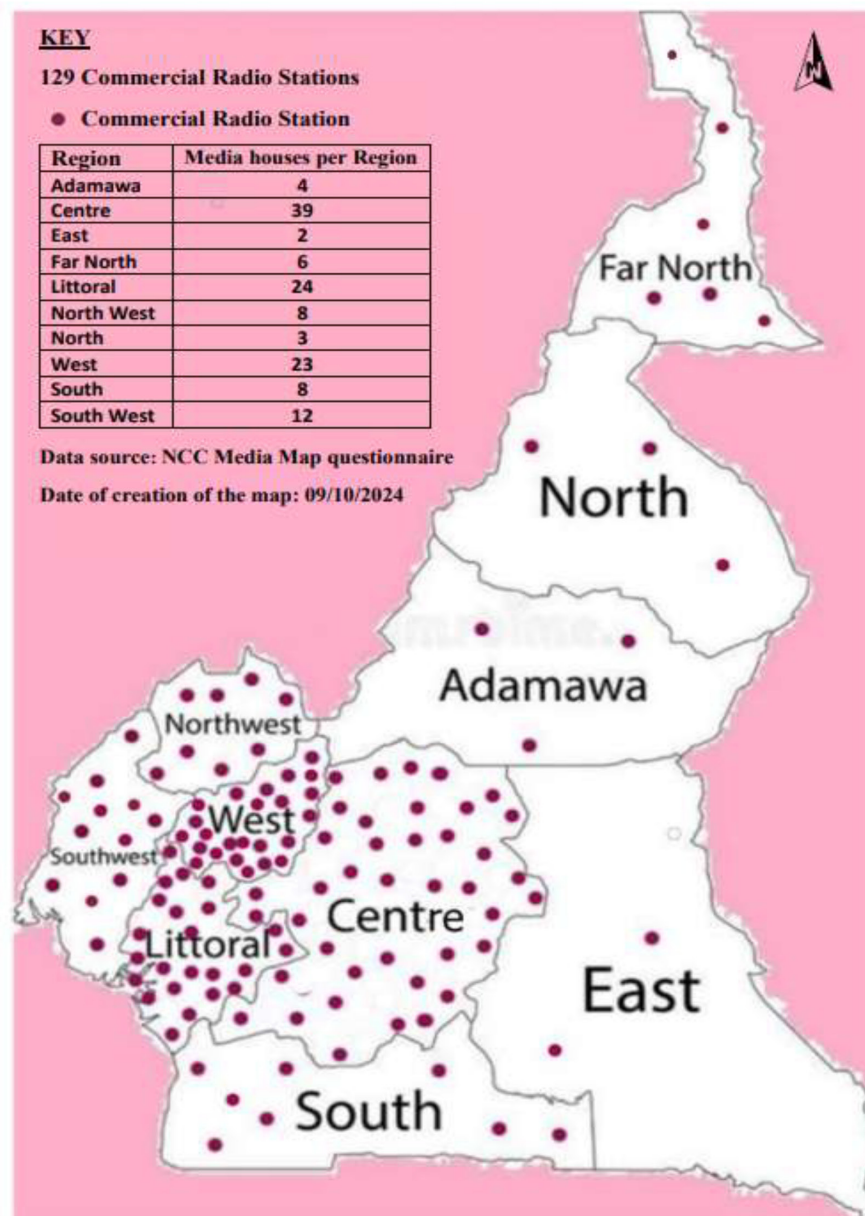 KEY
129 Commercial Radio Stations
Commercial Radio Station
Region Media houses per Region
Adamawa 4
Centre 39
East 2
Far North 6
Littoral 24
North West 8
North 3
West 23
South 8
South West 12
Data source: NCC Media Map questionnaire
Date of creation of the map: 09/10/2024
N
Far North
North
Adamawa
Northwest
West
Southwest
Centre
Littoral
East
South